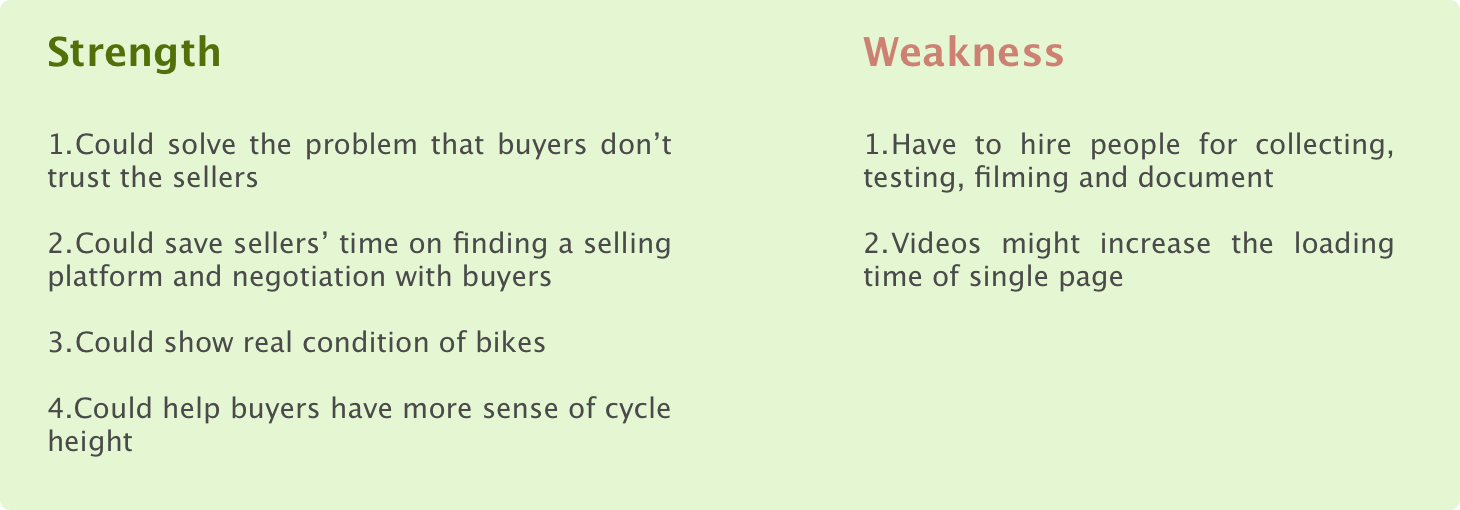 Strength
1.Could solve the problem that buyers don’t
trust the sellers
2.Could save sellers’ time on finding a selling
platform and negotiation with buyers
3.Could show real condition of bikes
4.Could help buyers have more sense of cycle
height
Weakness
1.Have to hire people for collecting,
testing, filming and document
2.Videos might increase the loading
time of single page